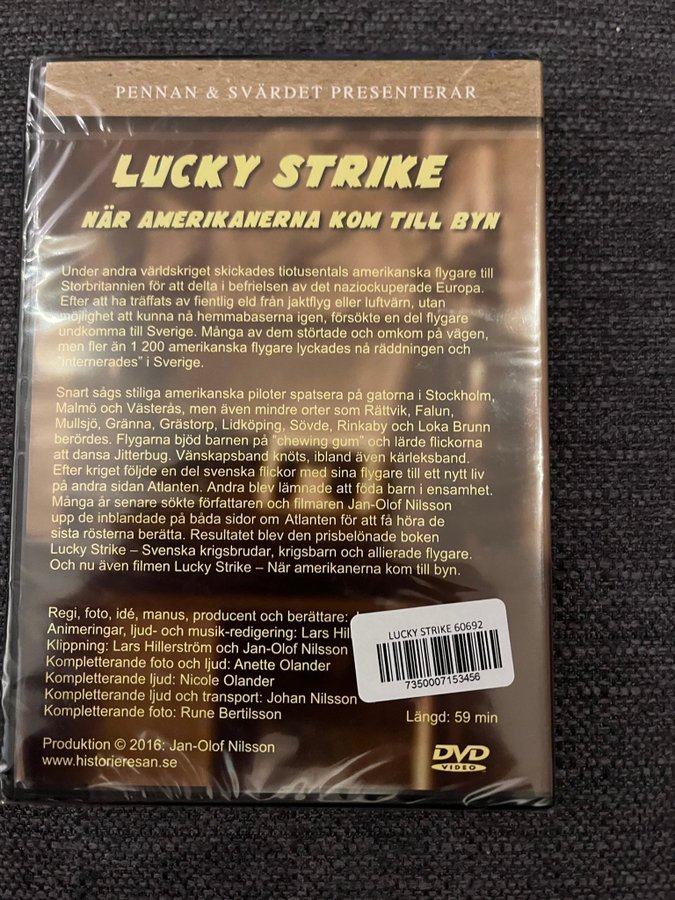 PENNAN & SVÄRDET PRESENTERAR
LUCKY STRIKE
NÄR AMERIKANERNA KOM TILL BYN
Under andra världskriget skickades tiotusentals amerikanska flygare till
Storbritannien för att delta i befrielsen av det naziockuperade Europa.
Efter att ha träffats av fientlig eld från jaktflyg eller luftvärn, utan
möjlighet att kunna nå hemmabaserna igen, försökte en del flygare
undkomma till Sverige. Många av dem störtade och omkom på vägen,
men fler än 1 200 amerikanska flygare lyckades nå räddningen och
"internerades" i Sverige.
Snart sågs stiliga amerikanska piloter spatsera på gatorna i Stockholm,
Malmö och Västerås, men även mindre orter som Rättvik, Falun,
Mullsjö, Gränna, Grästorp, Lidköping, Sövde, Rinkaby och Loka Brunn
berördes. Flygarna bjöd barnen på "chewing gum" och lärde flickorna
att dansa Jitterbug. Vänskapsband knöts, ibland även kärleksband.
Efter kriget följde en del svenska flickor med sina flygare till ett nytt liv
på andra sidan Atlanten. Andra blev lämnade att föda barn i ensamhet.
Många år senare sökte författaren och filmaren Jan-Olof Nilsson
upp de inblandade på båda sidor om Atlanten för att få höra de
sista rösterna berätta. Resultatet blev den prisbelönade boken
Lucky Strike – Svenska krigsbrudar, krigsbarn och allierade flygare.
Och nu även filmen Lucky Strike – När amerikanerna kom till byn.
Regi, foto, idé, manus, producent och berättare:
Animeringar, ljud- och musik-redigering: Lars Hil
Klippning: Lars Hillerström och Jan-Olof Nilsson
Kompletterande foto och ljud: Anette Olander
Kompletterande ljud: Nicole Olander
Kompletterande ljud och transport: Johan Nilsson
Kompletterande foto: Rune Bertilsson
LUCKY STRIKE 60692
7350007153456
Längd: 59 min
Produktion © 2016: Jan-Olof Nilsson
www.historieresan.se
DVD
VIDEO